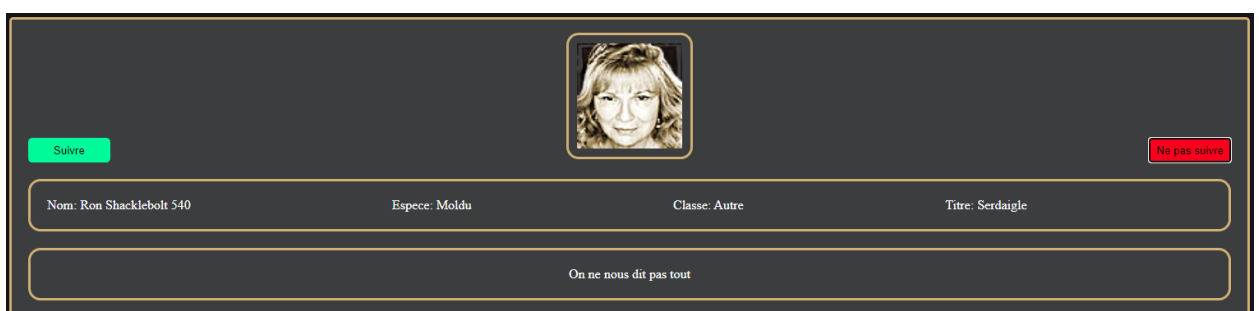 Suivre
Ne pas suivre
Nom: Ron Shacklebolt 540 Espece: Moldu Classe: Autre Titre: Serdaigle
On ne nous dit pas tout